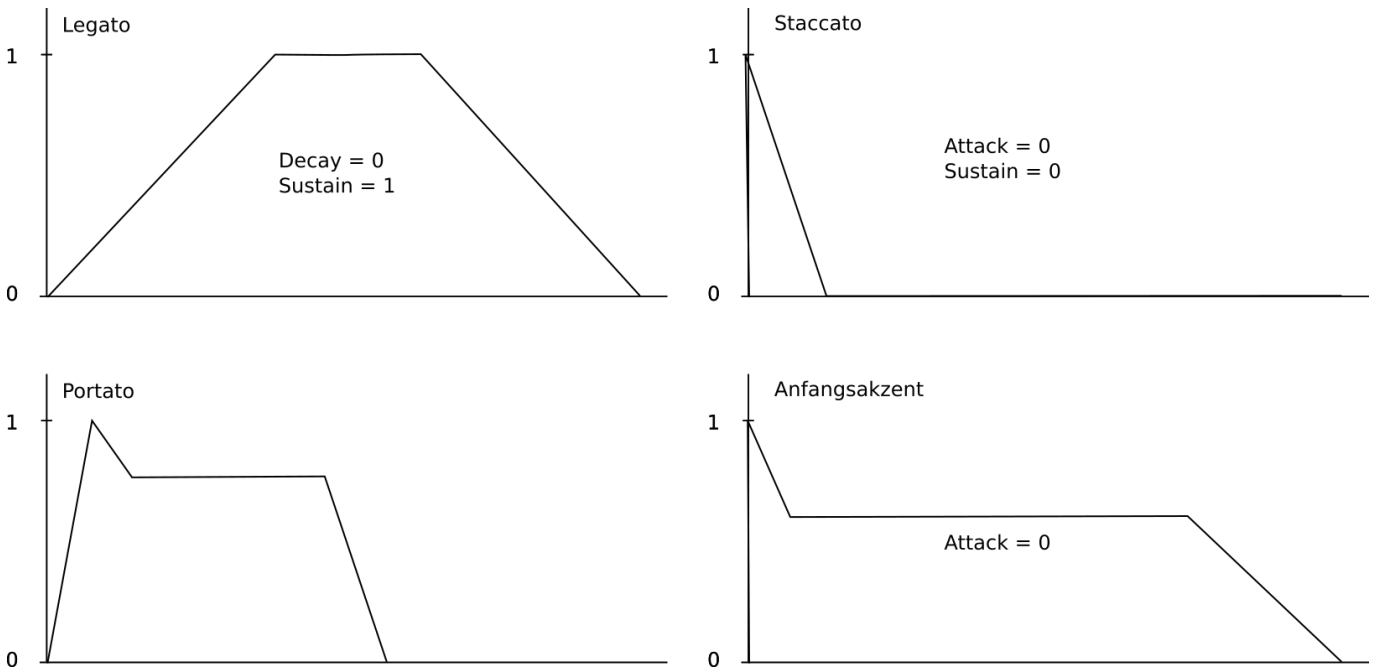 Legato
1
Decay = 0
Sustain = 1
0
Staccato
1
Attack = 0
Sustain = 0
0
Portato
1
0
Anfangsakzent
1
Attack = 0
0